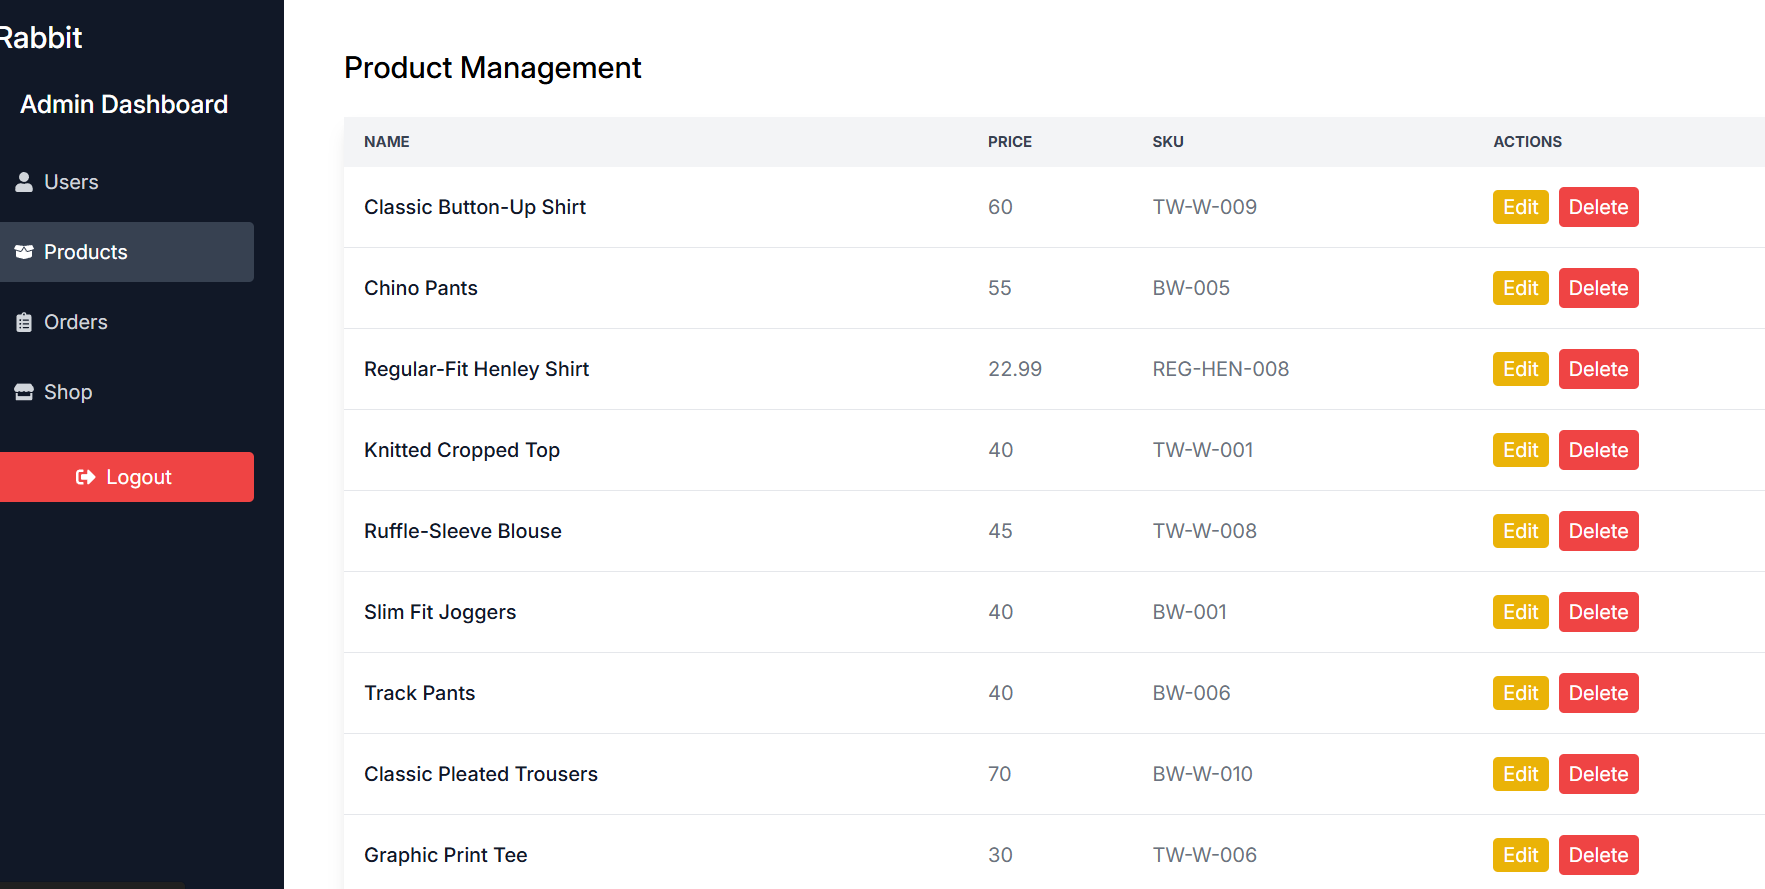 Rabbit
Admin Dashboard
Users
Products
Orders
Shop
Logout
Product Management
NAME PRICE SKU ACTIONS
Classic Button-Up Shirt 60 TW-W-009 Edit Delete
Chino Pants 55 BW-005 Edit Delete
Regular-Fit Henley Shirt 22.99 REG-HEN-008 Edit Delete
Knitted Cropped Top 40 TW-W-001 Edit Delete
Ruffle-Sleeve Blouse 45 TW-W-008 Edit Delete
Slim Fit Joggers 40 BW-001 Edit Delete
Track Pants 40 BW-006 Edit Delete
Classic Pleated Trousers 70 BW-W-010 Edit Delete
Graphic Print Tee 30 TW-W-006 Edit Delete